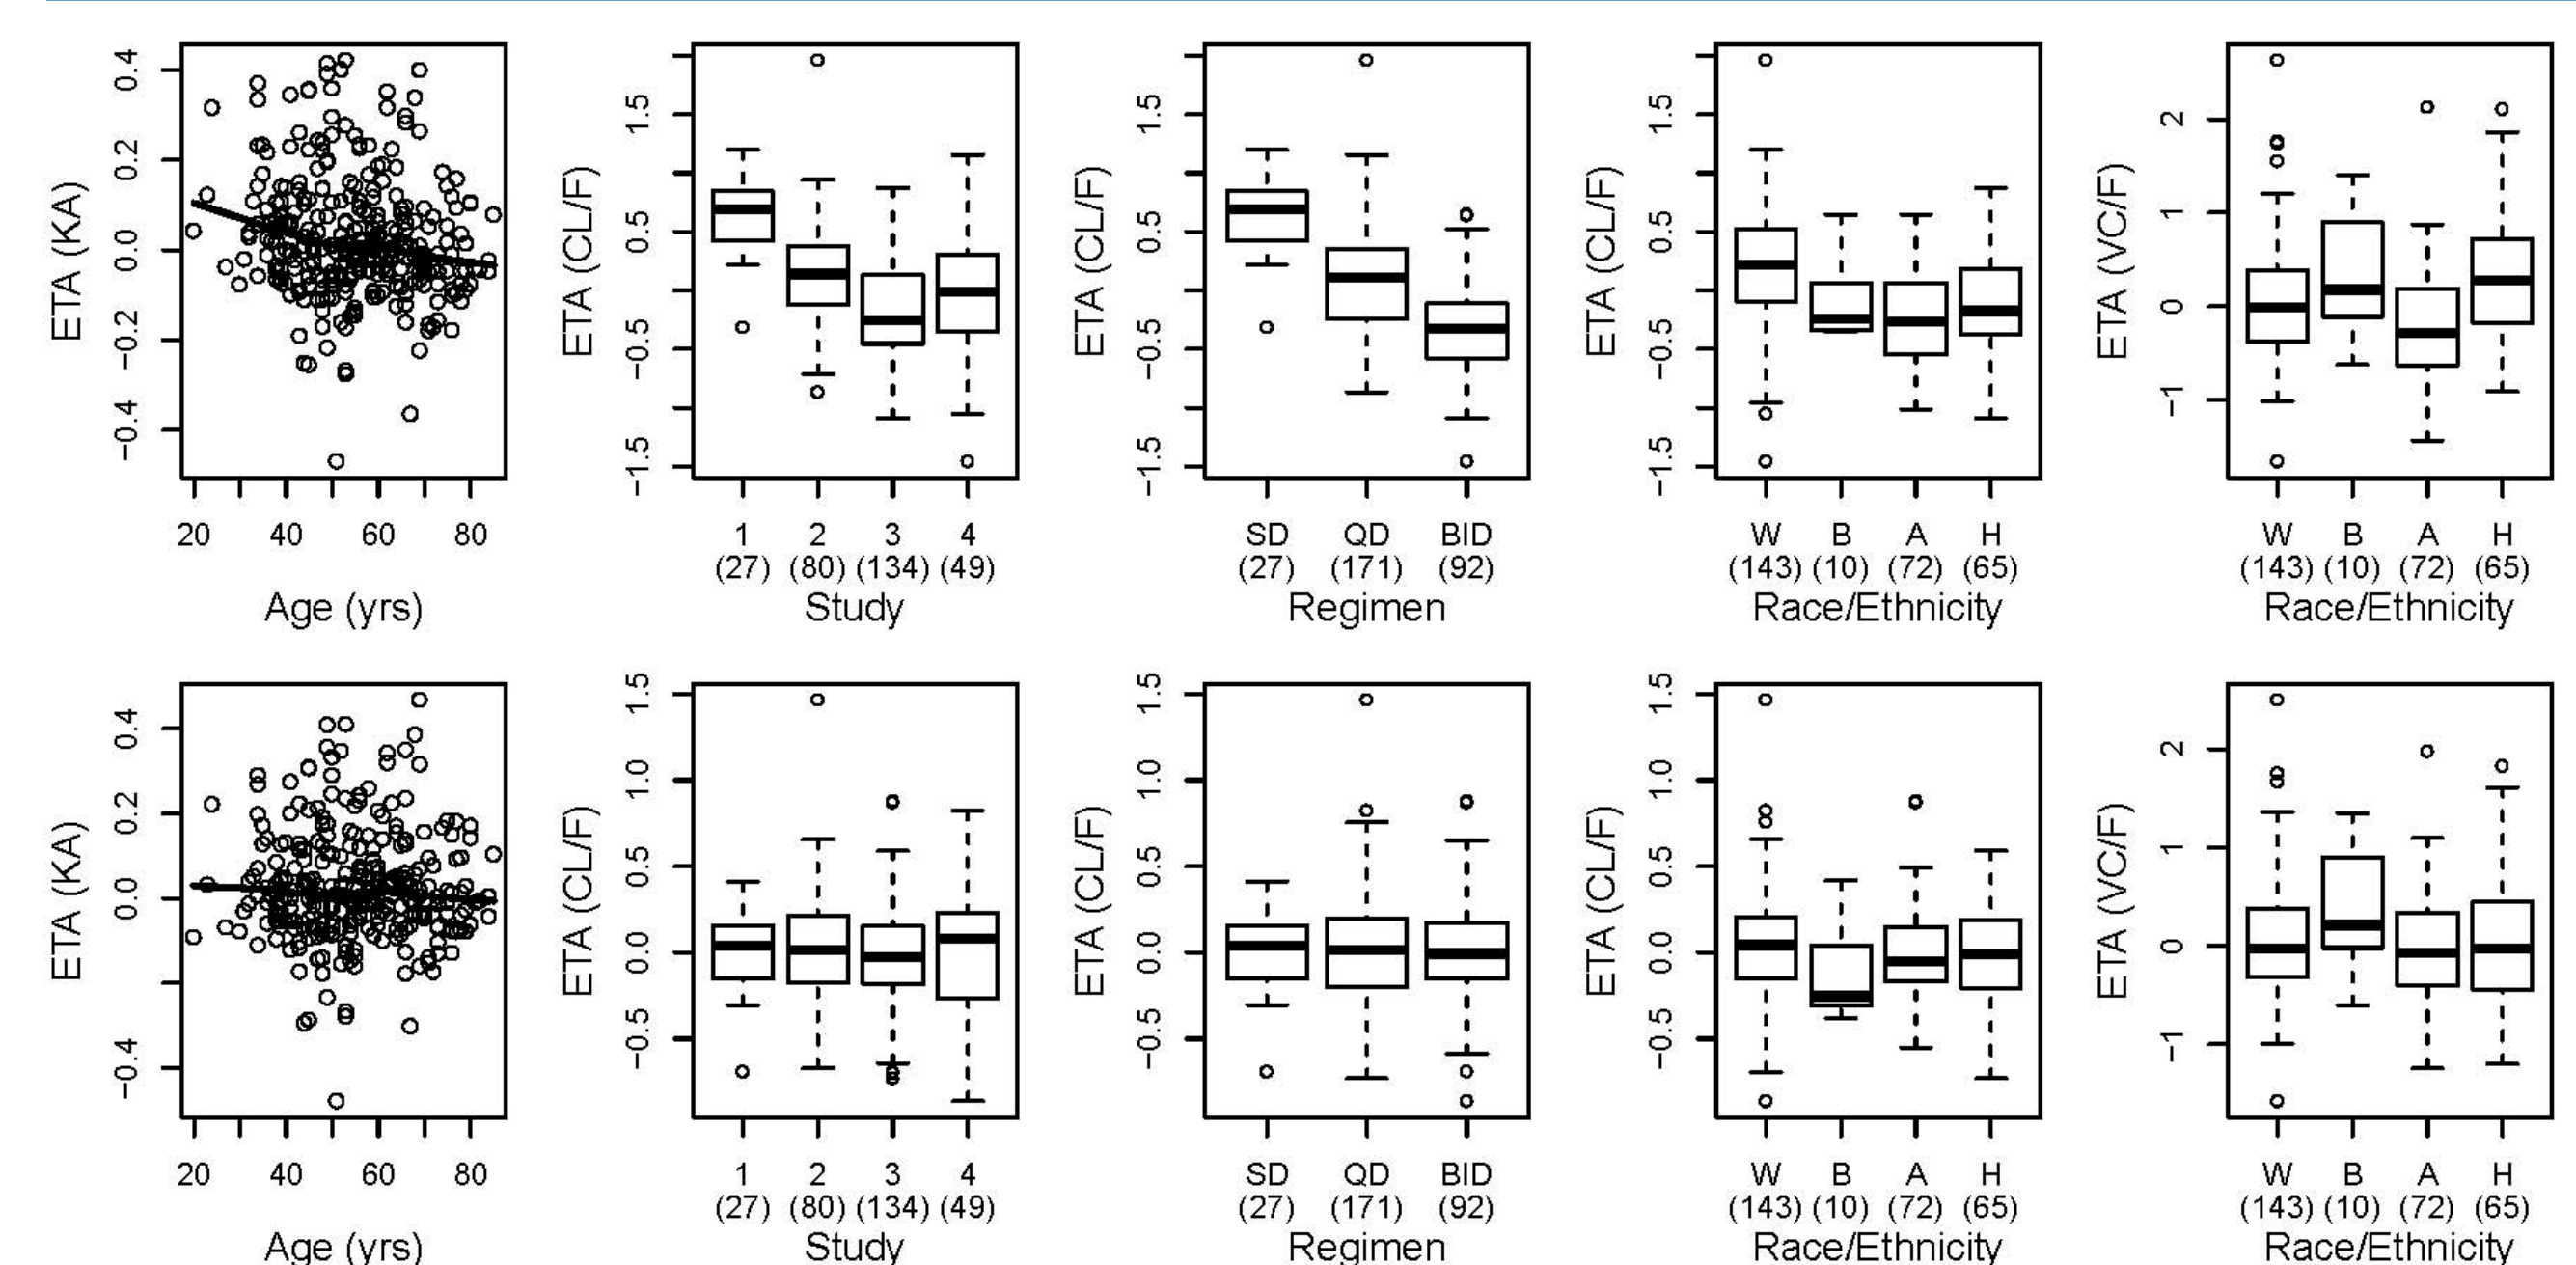 ETA (KA)
0.4
0.2
0.0
−0.2
−0.4
20 40 60 80
Age (yrs)
ETA (CL/F)
1.5
0.5
−0.5
−1.5
1 2 3 4
(27) (80) (134) (49)
Study
ETA (CL/F)
1.5
0.5
−0.5
−1.5
SD QD BID
(27) (171) (92)
Regimen
ETA (CL/F)
1.5
0.5
−0.5
−1.5
W B A H
(143) (10) (72) (65)
Race/Ethnicity
ETA (VC/F)
2
1
0
−1
W B A H
(143) (10) (72) (65)
Race/Ethnicity
ETA (KA)
0.4
0.2
0.0
−0.4
20 40 60 80
Age (yrs)
ETA (CL/F)
1.5
1.0
0.5
0.0
−0.5
1 2 3 4
(27) (80) (134) (49)
Study
ETA (CL/F)
1.5
1.0
0.5
0.0
−0.5
SD QD BID
(27) (171) (92)
Regimen
ETA (CL/F)
1.5
1.0
0.5
0.0
−0.5
W B A H
(143) (10) (72) (65)
Race/Ethnicity
ETA (VC/F)
2
1
0
−1
W B A H
(143) (10) (72) (65)
Race/Ethnicity